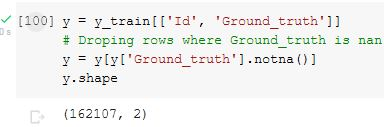 [100] y = y_train[['Id', 'Ground_truth']]
0s
# Droping rows where Ground_truth is nan
y = y[y['Ground_truth'].notna()]
y.shape
(162107, 2)